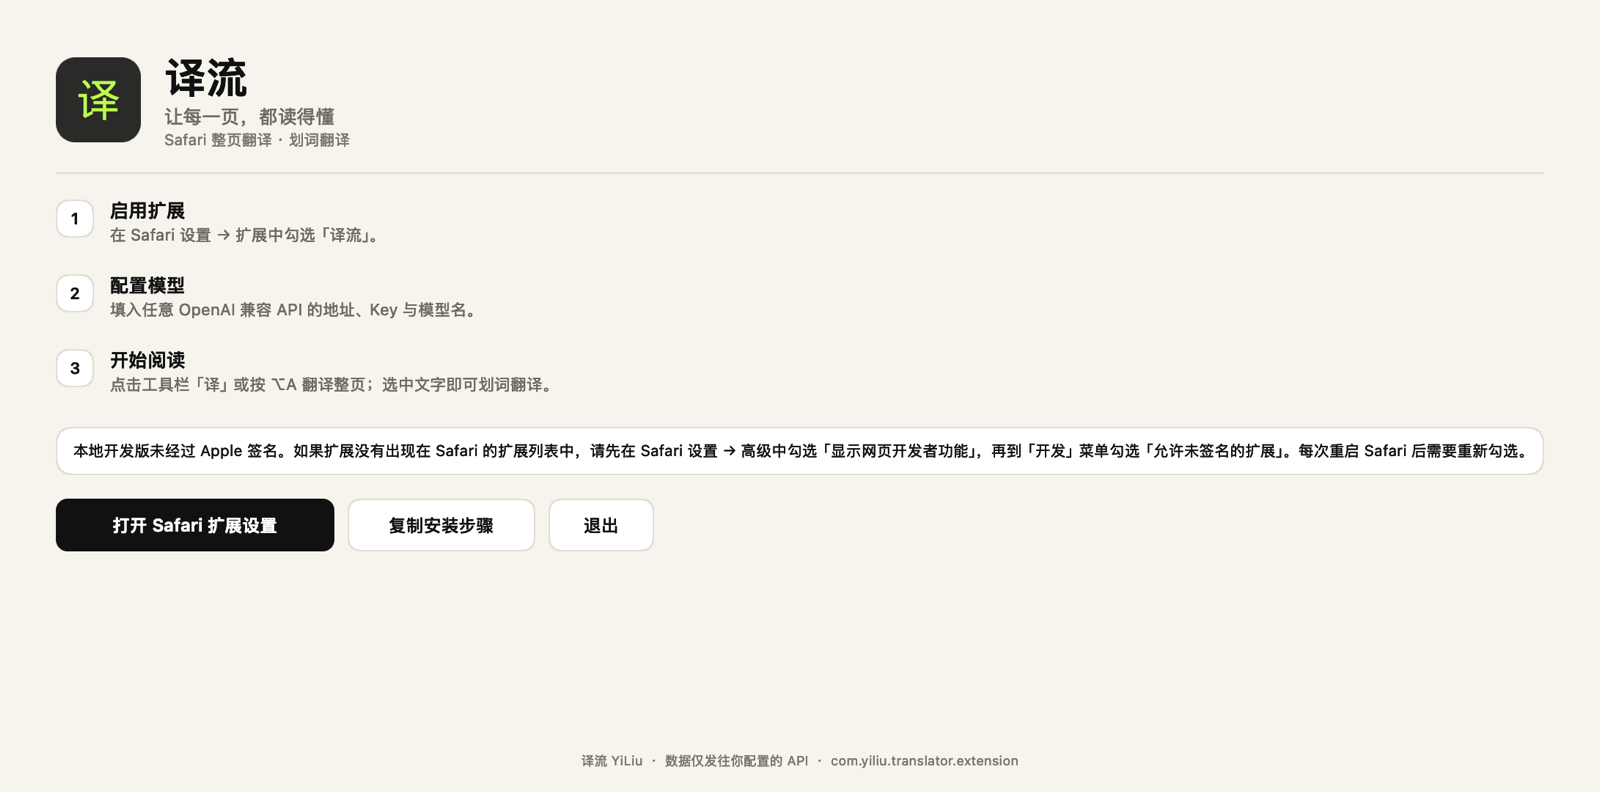 译
译流
让每一页，都读得懂
Safari 整页翻译 · 划词翻译
1
启用扩展
在 Safari 设置 → 扩展中勾选「译流」。
2
配置模型
填入任意 OpenAI 兼容 API 的地址、Key 与模型名。
3
开始阅读
点击工具栏「译」或按 ⌥A 翻译整页；选中文字即可划词翻译。
本地开发版未经过 Apple 签名。如果扩展没有出现在 Safari 的扩展列表中，请先在 Safari 设置 → 高级中勾选「显示网页开发者功能」，再到「开发」菜单勾选「允许未签名的扩展」。每次重启 Safari 后需要重新勾选。
打开 Safari 扩展设置
复制安装步骤
退出
译流 YiLiu · 数据仅发往你配置的 API · com.yiliu.translator.extension